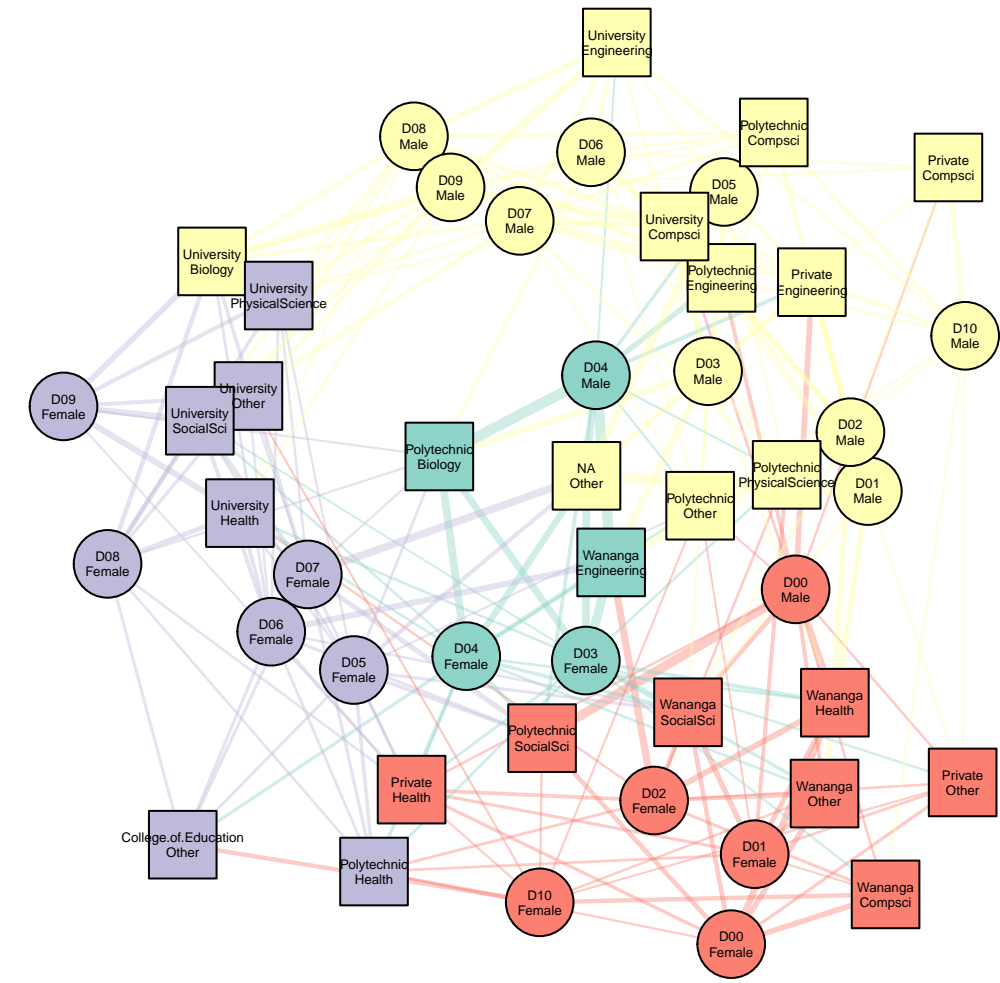 University
Engineering
Polytechnic
Compsci
D08
Male
D06
Male
Private
Compsci
D09
Male
D05
Male
D07
Male
University
Compsci
University
Biology
University
PhysicalScience
Polytechnic
Engineering
Private
Engineering
D10
Male
D04
Male
D03
Male
University
Other
D09
Female
University
SocialSci
D02
Male
Polytechnic
Biology
NA
Other
Polytechnic
PhysicalScience
D01
Male
Polytechnic
Other
University
Health
D08
Female
D07
Female
Wananga
Engineering
D00
Male
D06
Female
D05
Female
D04
Female
D03
Female
Wananga
Health
Wananga
SocialSci
Polytechnic
SocialSci
Private
Health
D02
Female
Wananga
Other
Private
Other
College.of.Education
Other
Polytechnic
Health
D01
Female
D10
Female
Wananga
Compsci
D00
Female